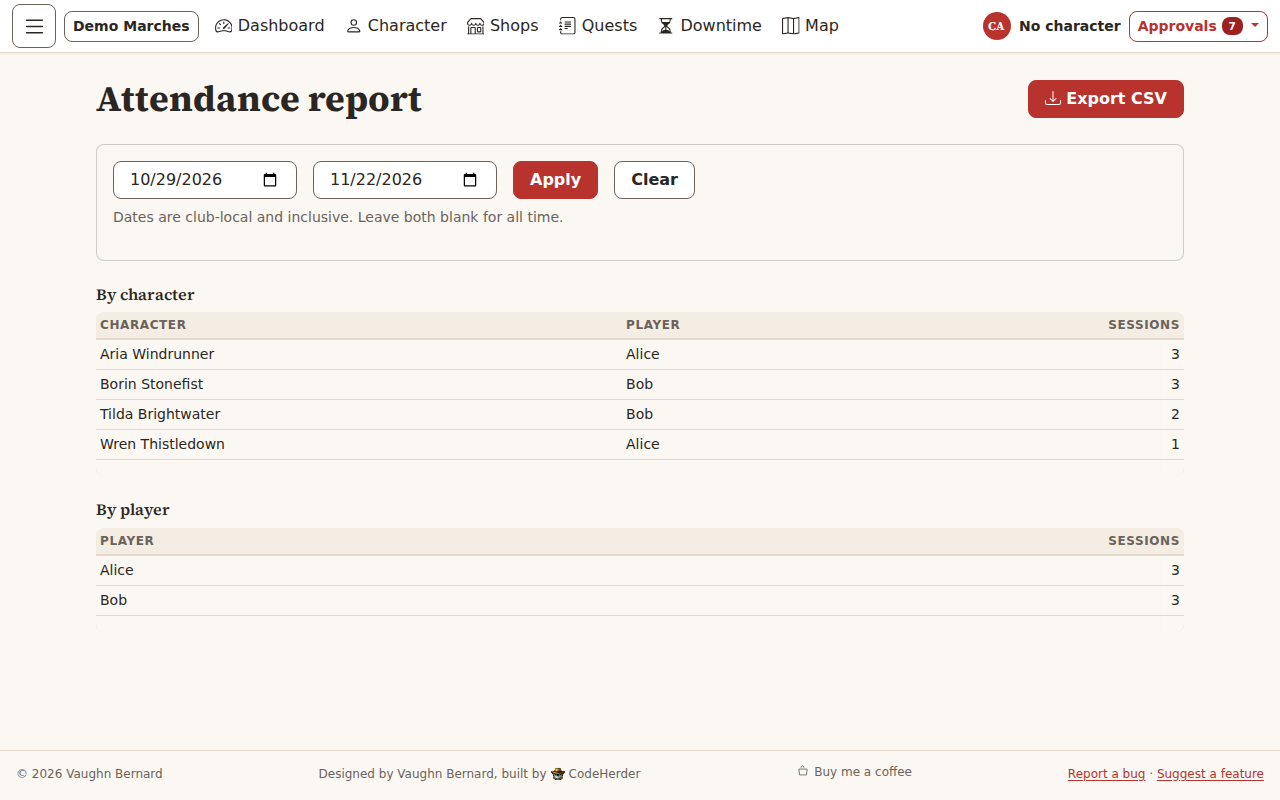 Demo Marches Dashboard Character Shops Quests Downtime Map CA No character Approvals 7
Attendance report
Export CSV
10/29/2026 11/22/2026 Apply Clear
Dates are club-local and inclusive. Leave both blank for all time.
By character
CHARACTER PLAYER SESSIONS
Aria Windrunner Alice 3
Borin Stonefist Bob 3
Tilda Brightwater Bob 2
Wren Thistledown Alice 1
By player
PLAYER SESSIONS
Alice 3
Bob 3
© 2026 Vaughn Bernard Designed by Vaughn Bernard, built by CodeHerder Buy me a coffee Report a bug · Suggest a feature